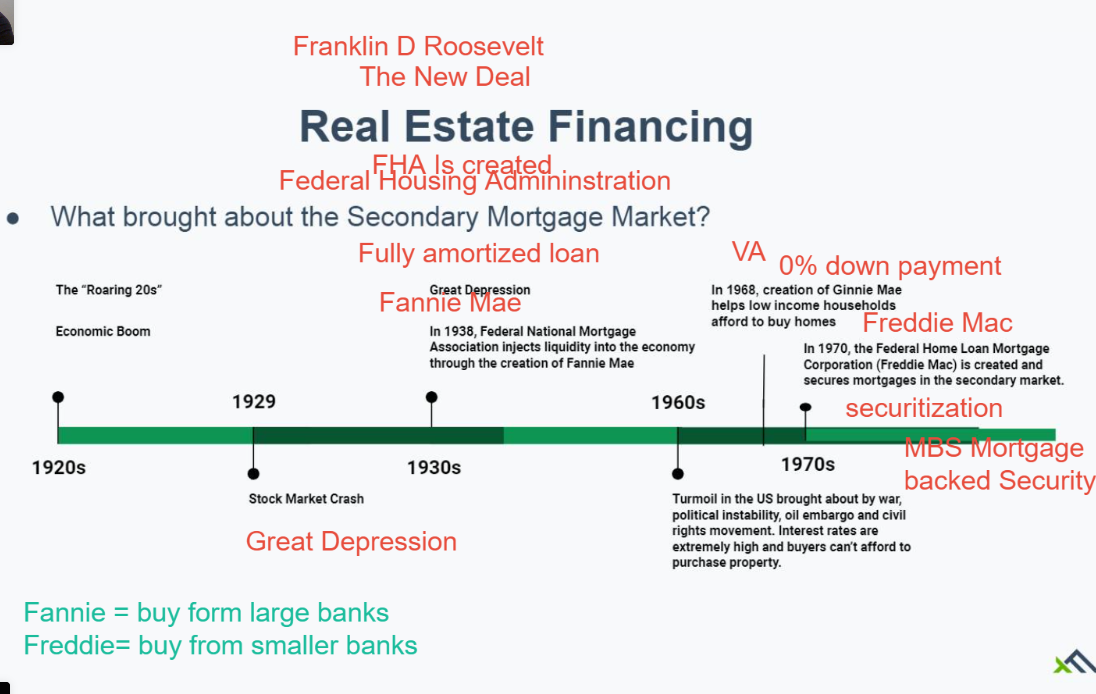 Franklin D Roosevelt
The New Deal
Real Estate Financing
FHA Is created
Federal Housing Admininstration
● What brought about the Secondary Mortgage Market?
Fully amortized loan
VA
0% down payment
The “Roaring 20s”
Economic Boom
Great Depression
Fannie Mae
In 1938, Federal National Mortgage
Association injects liquidity into the economy
through the creation of Fannie Mae
In 1968, creation of Ginnie Mae
helps low income households
afford to buy homes
Freddie Mac
In 1970, the Federal Home Loan Mortgage
Corporation (Freddie Mac) is created and
secures mortgages in the secondary market.
1929
1960s
securitization
MBS Mortgage
backed Security
1920s
1930s
1970s
Stock Market Crash
Great Depression
Turmoil in the US brought about by war,
political instability, oil embargo and civil
rights movement. Interest rates are
extremely high and buyers can’t afford to
purchase property.
Fannie = buy form large banks
Freddie= buy from smaller banks